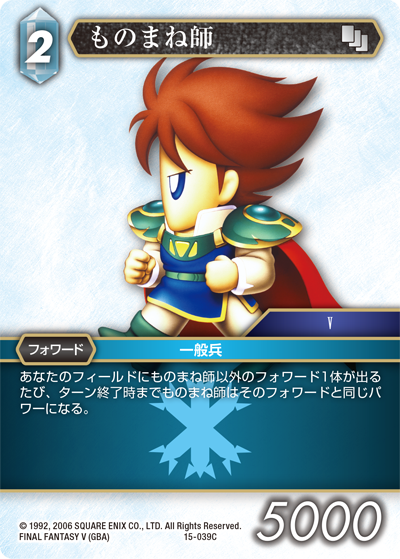 2
ものまね師
V
フォワード
一般兵
あなたのフィールドにものまね師以外のフォワード1体が出る
たび、ターン終了時までものまね師はそのフォワードと同じパ
ワーになる。
© 1992, 2006 SQUARE ENIX CO., LTD. All Rights Reserved.
FINAL FANTASY V (GBA)
15-039C
5000